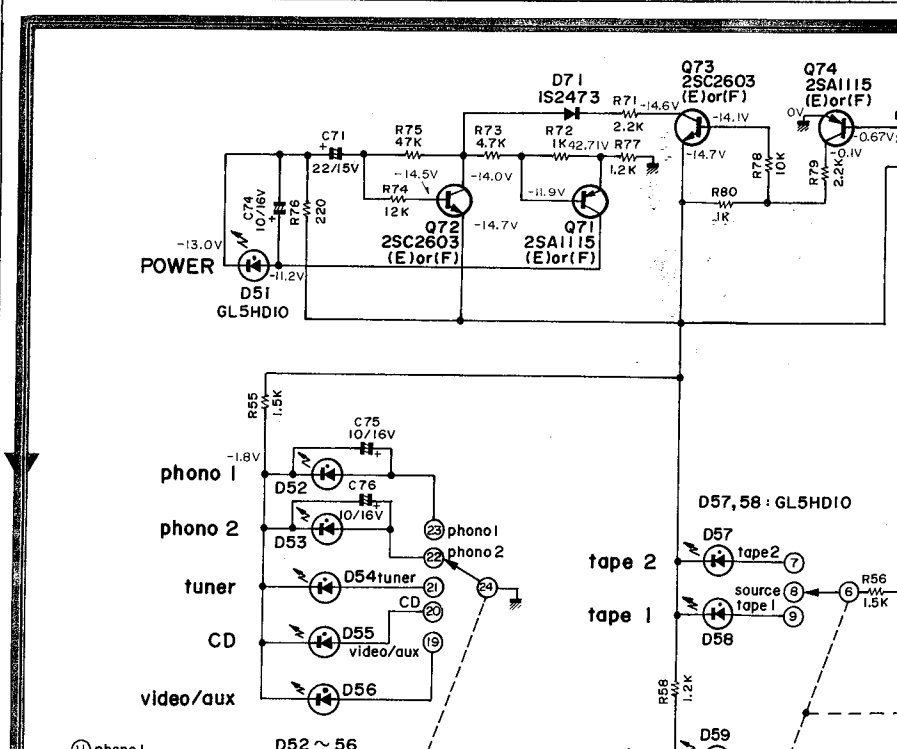 Q73
2SC2603
(E)or(F)
Q74
2SA1115
(E)or(F)
D71
1S2473
R71
2.2K
-14.6V
-14.1V
-14.7V
0V
-0.67V
-0.1V
C71
22/15V
R75
47K
R73
4.7K
R72
1K
42.71V
R77
1.2K
R78
10K
R79
2.2K
R80
1K
R74
12K
-14.5V
-14.0V
-11.9V
C74
10/16V
R76
220
Q72
2SC2603
(E)or(F)
-14.7V
Q71
2SA1115
(E)or(F)
-13.0V
POWER
-11.2V
D51
GL5HD10
R55
1.5K
C75
10/16V
-1.8V
phono 1
D52
C76
10/16V
phono 2
D53
23 phono1
22 phono2
tuner
D54 tuner
21
24
CD
20
CD
D55
video/aux
19
video/aux
D56
D52~56
11 phono1
D57,58 : GL5HD10
D57
tape 2
tape2
7
source 8
6
R56
1.5K
tape 1
tape1
9
D58
R58
1.2K
D59